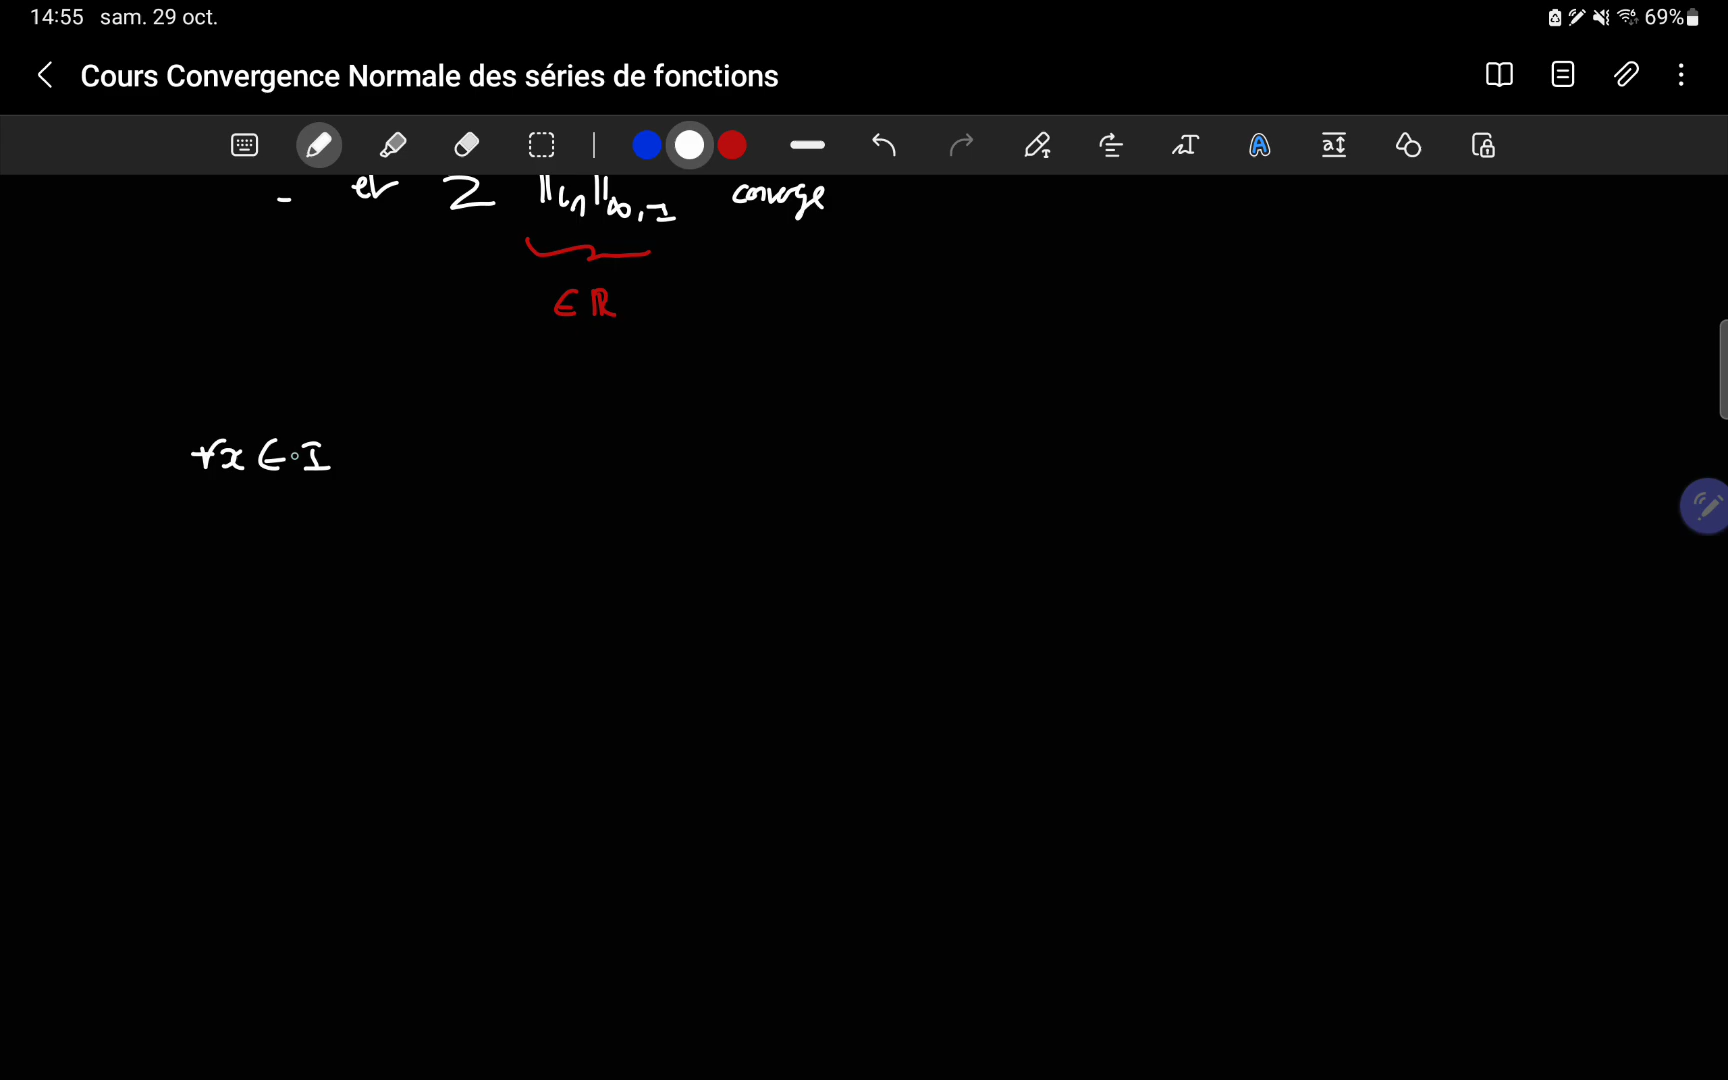 14:55 sam. 29 oct. 69%
Cours Convergence Normale des séries de fonctions
- et Σ ||fn||∞, I converge
∈ ℝ
∀x ∈ I